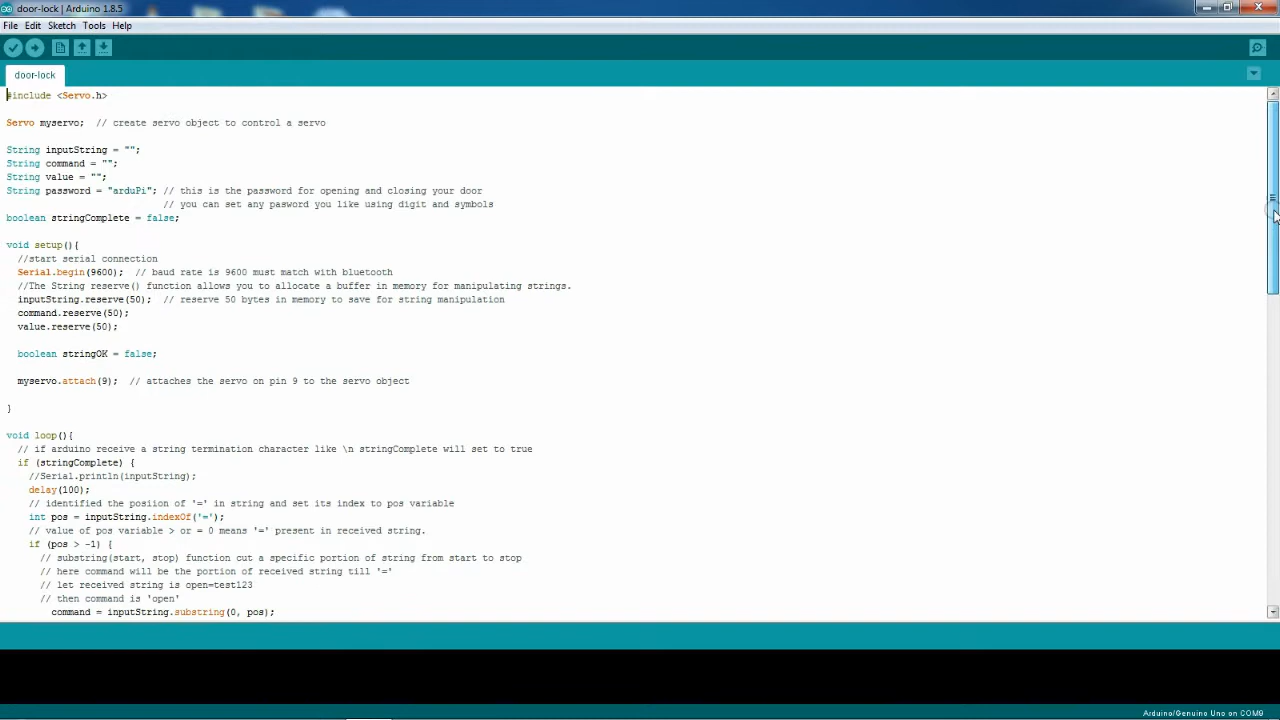 door-lock | Arduino 1.8.5
File Edit Sketch Tools Help
door-lock
#include <Servo.h>
Servo myservo;  // create servo object to control a servo
String inputString = "";
String command = "";
String value = "";
String password = "arduPi"; // this is the password for opening and closing your door
// you can set any pasword you like using digit and symbols
boolean stringComplete = false;
void setup(){
//start serial connection
Serial.begin(9600);  // baud rate is 9600 must match with bluetooth
//The String reserve() function allows you to allocate a buffer in memory for manipulating strings.
inputString.reserve(50);  // reserve 50 bytes in memory to save for string manipulation
command.reserve(50);
value.reserve(50);
boolean stringOK = false;
myservo.attach(9);  // attaches the servo on pin 9 to the servo object
}
void loop(){
// if arduino receive a string termination character like \n stringComplete will set to true
if (stringComplete) {
//Serial.println(inputString);
delay(100);
// identified the posiion of '=' in string and set its index to pos variable
int pos = inputString.indexOf('=');
// value of pos variable > or = 0 means '=' present in received string.
if (pos > -1) {
// substring(start, stop) function cut a specific portion of string from start to stop
// here command will be the portion of received string till '='
// let received string is open=test123
// then command is 'open'
command = inputString.substring(0, pos);
Arduino/Genuino Uno on COM9